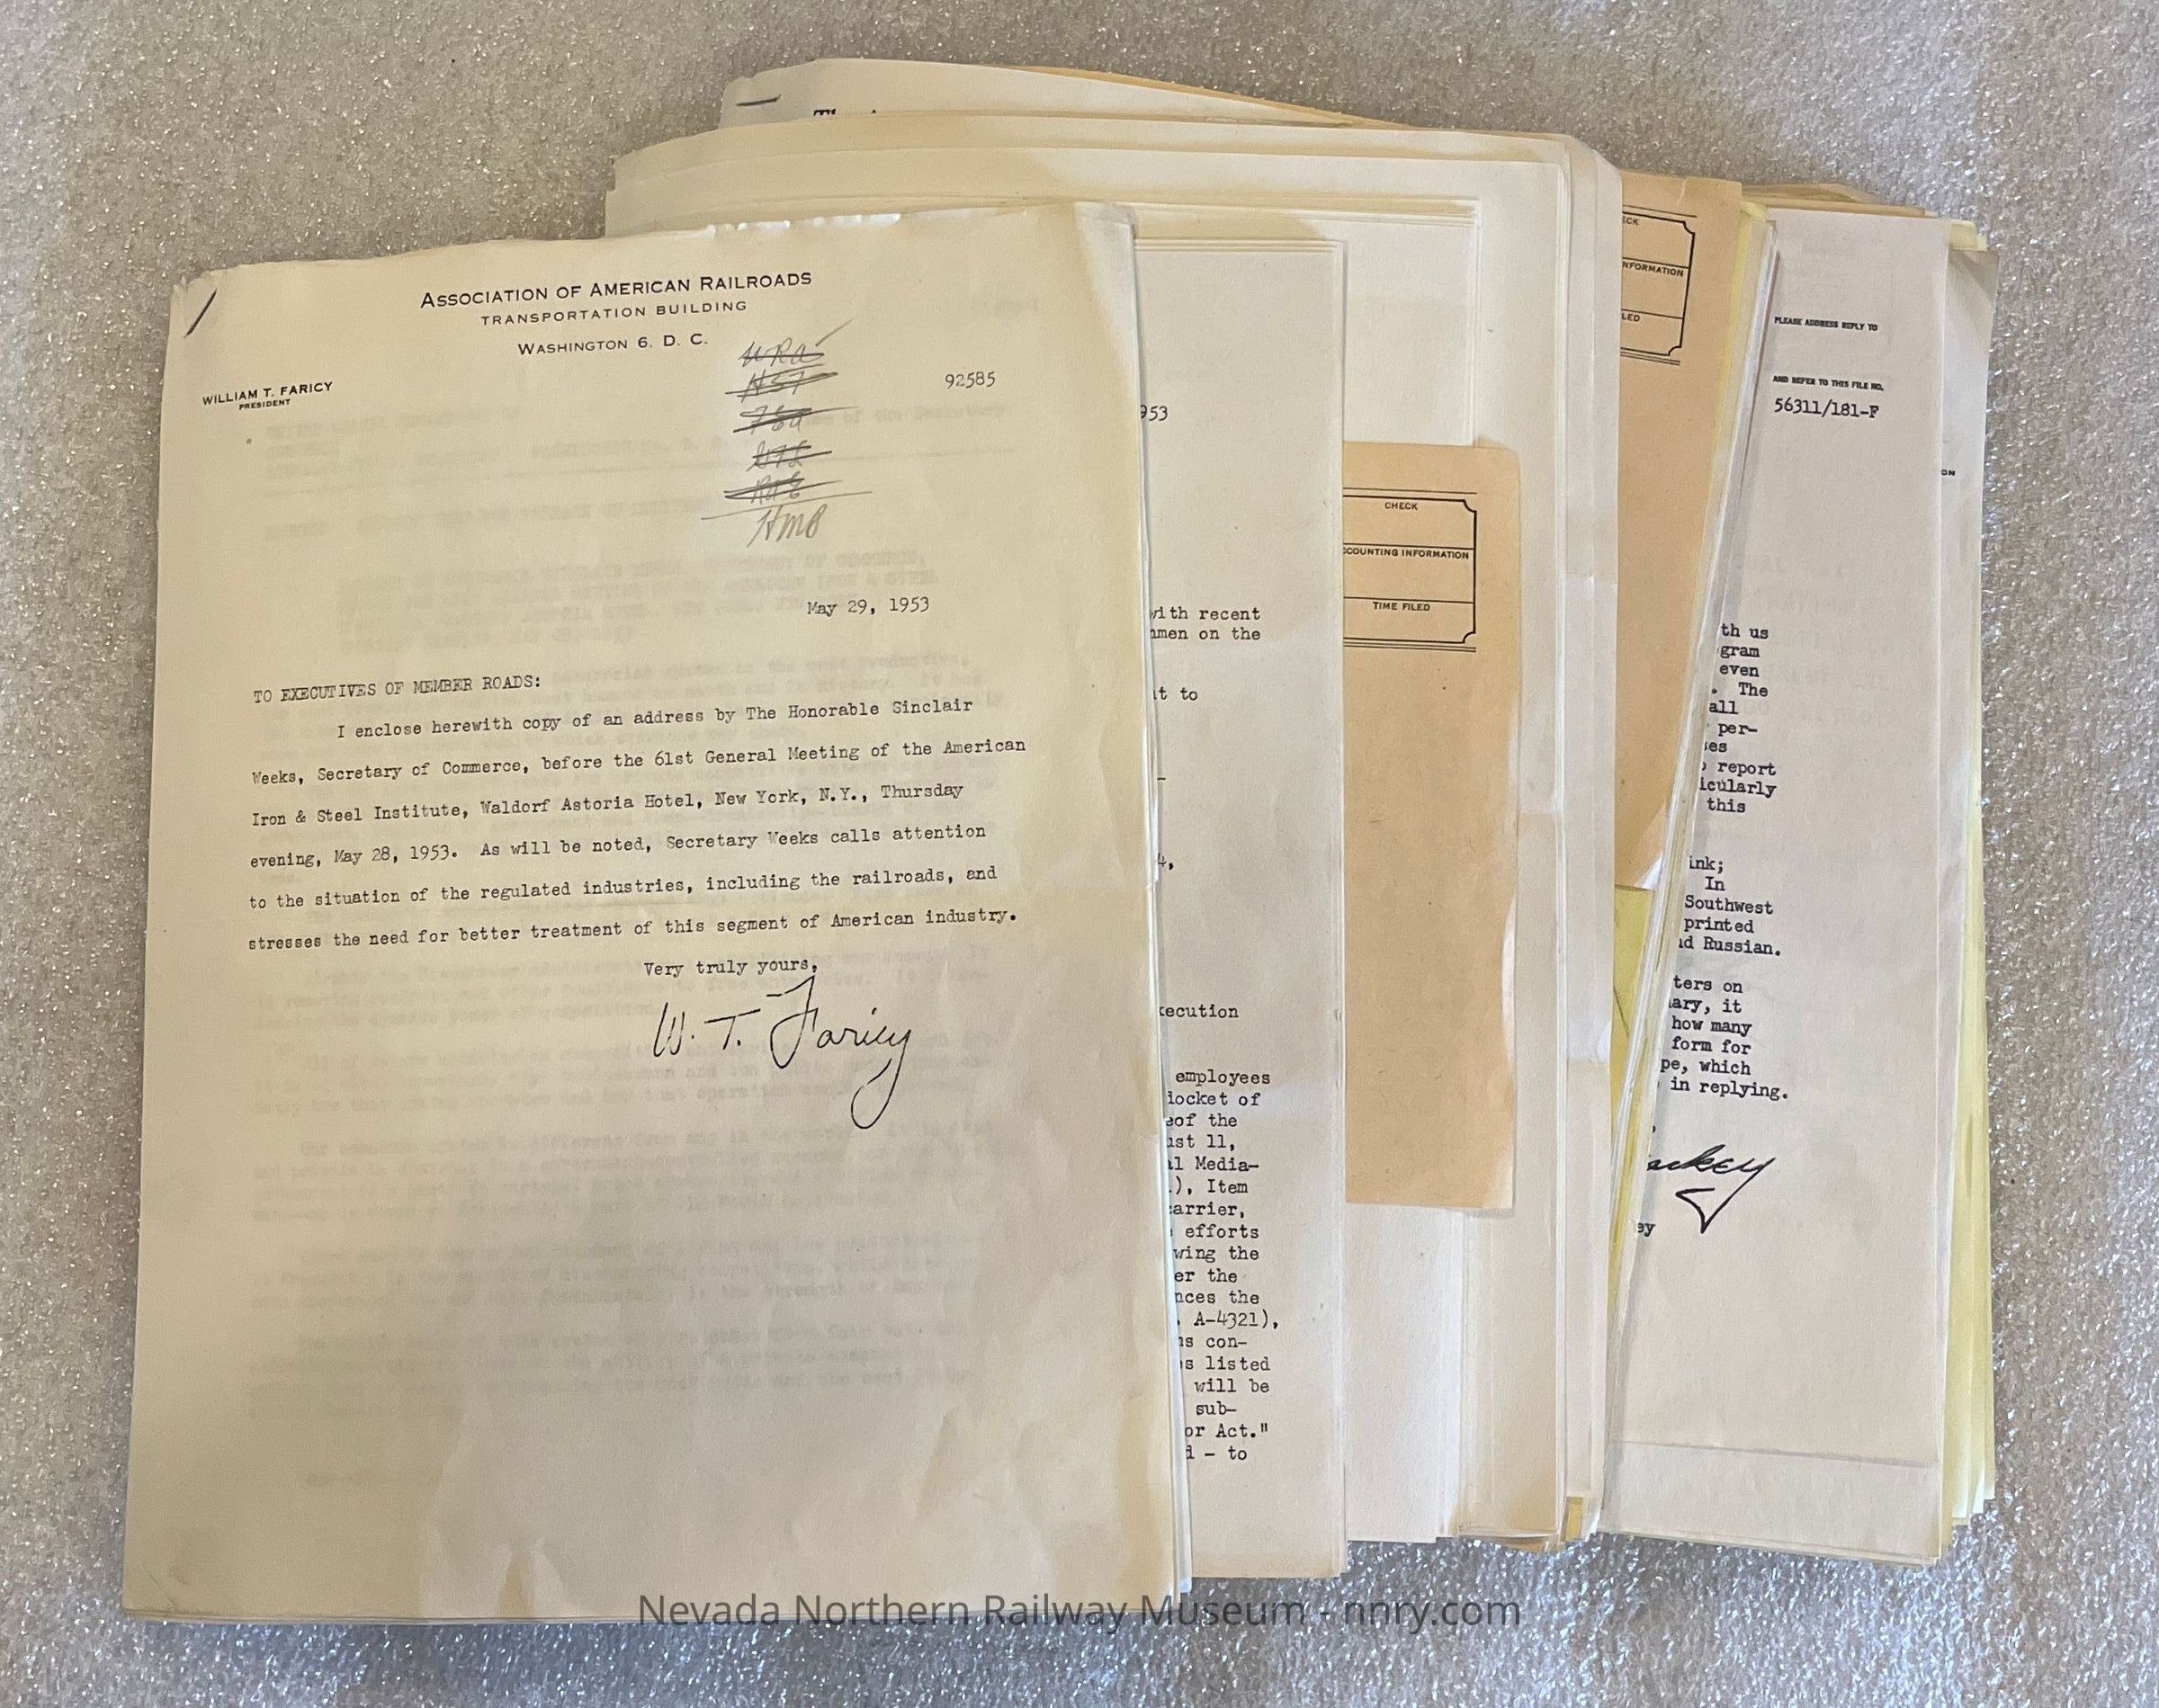 ASSOCIATION OF AMERICAN RAILROADS
TRANSPORTATION BUILDING
WASHINGTON 6, D. C.
WILLIAM T. FARICY
PRESIDENT
HMB
92585
May 29, 1953
TO EXECUTIVES OF MEMBER ROADS:
I enclose herewith copy of an address by The Honorable Sinclair
Weeks, Secretary of Commerce, before the 61st General Meeting of the American
Iron & Steel Institute, Waldorf Astoria Hotel, New York, N.Y., Thursday
evening, May 28, 1953. As will be noted, Secretary Weeks calls attention
to the situation of the regulated industries, including the railroads, and
stresses the need for better treatment of this segment of American industry.
Very truly yours,
W. T. Faricy
953
with recent
men on the
it to
4,
employees
docket of
of the
ust 11,
l Media-
), Item
carrier,
efforts
wing the
er the
nces the
A-4321),
us con-
s listed
will be
sub-
or Act."
d - to
CHECK
CCOUNTING INFORMATION
TIME FILED
ECK
NFORMATION
LED
PLEASE ADDRESS REPLY TO
AND REFER TO THIS FILE NO.
56311/181-F
ON
th us
gram
even
. The
all
per-
es
report
icularly
this
ink;
In
Southwest
printed
nd Russian.
ters on
ary, it
how many
form for
pe, which
in replying.
ey
Nevada Northern Railway Museum - nnry.com